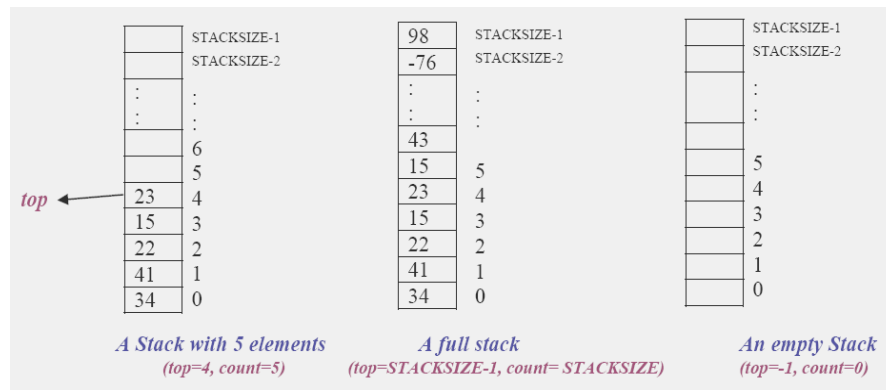 STACKSIZE-1
STACKSIZE-2
:
:
:
:
6
5
top
23 4
15 3
22 2
41 1
34 0
A Stack with 5 elements
(top=4, count=5)
98 STACKSIZE-1
-76 STACKSIZE-2
:
:
:
:
43
15 5
23 4
15 3
22 2
41 1
34 0
A full stack
(top=STACKSIZE-1, count= STACKSIZE)
STACKSIZE-1
STACKSIZE-2
:
:
5
4
3
2
1
0
An empty Stack
(top=-1, count=0)